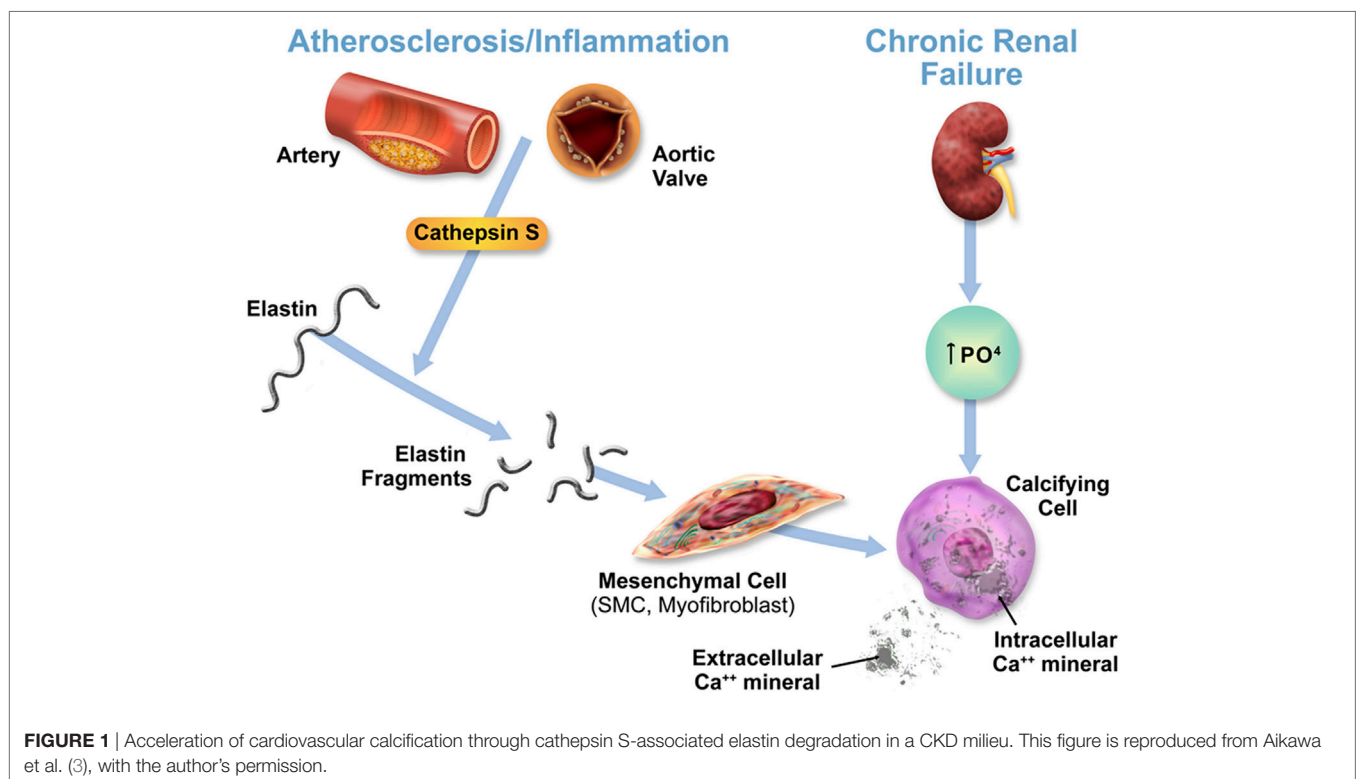 Atherosclerosis/Inflammation
Chronic Renal
Failure
Artery
Aortic
Valve
Cathepsin S
Elastin
↑PO⁴
Elastin
Fragments
Calcifying
Cell
Mesenchymal Cell
(SMC, Myofibroblast)
Extracellular
Ca⁺⁺ mineral
Intracellular
Ca⁺⁺ mineral
FIGURE 1 | Acceleration of cardiovascular calcification through cathepsin S-associated elastin degradation in a CKD milieu. This figure is reproduced from Aikawa
et al. (3), with the author’s permission.